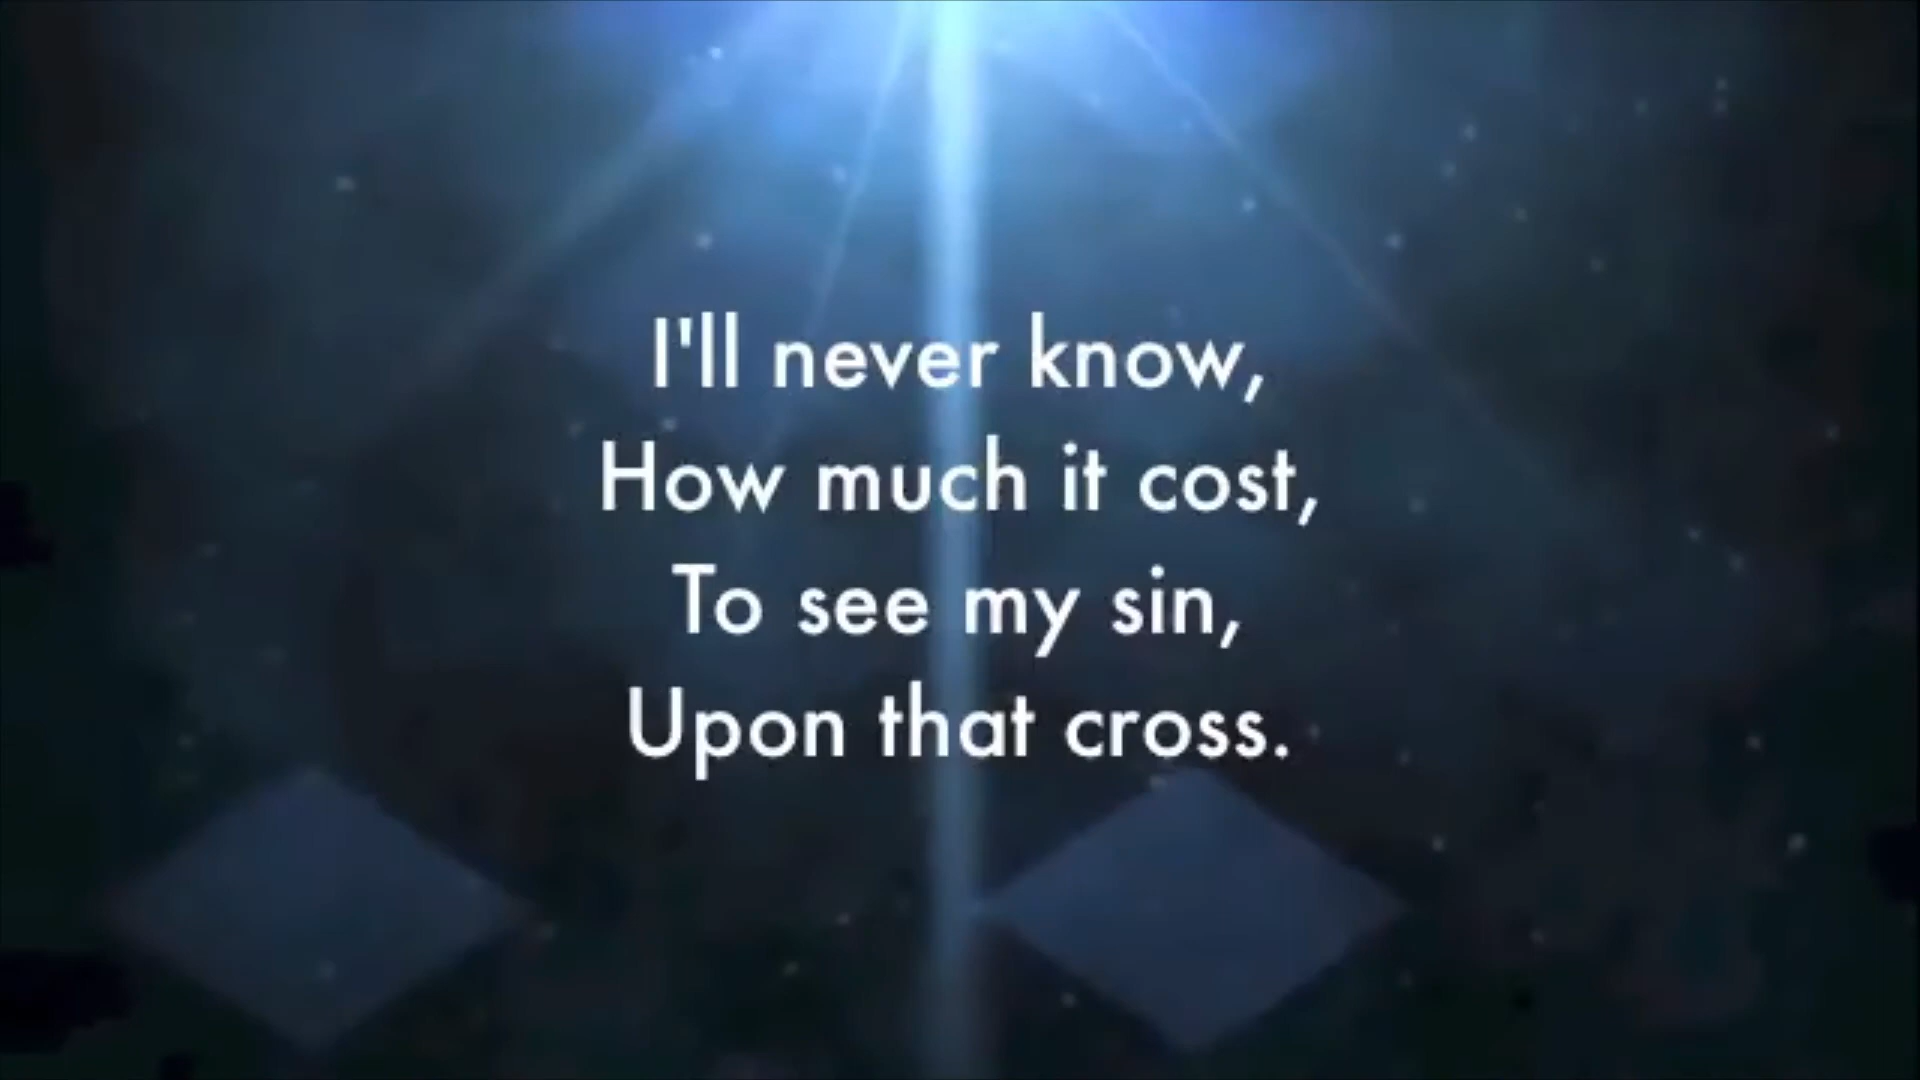 I'll never know,
How much it cost,
To see my sin,
Upon that cross.